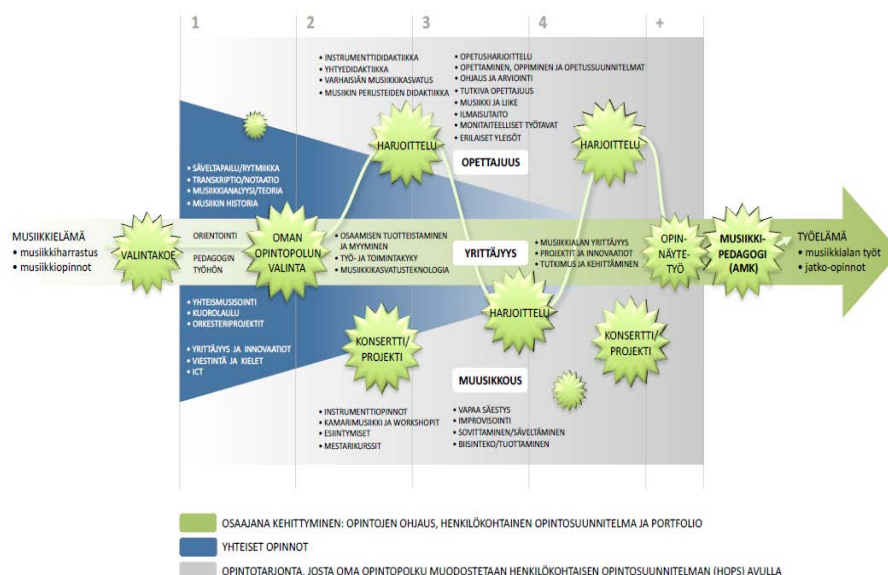 1
2
3
4
+
• INSTRUMENTTIDIDAKTIIKKA
• YHTYEDIDAKTIIKKA
• VARHAISIÄN MUSIIKKIKASVATUS
• MUSIIKIN PERUSTEIDEN DIDAKTIIKKA
• OPETUSHARJOITTELU
• OPETTAMINEN, OPPIMINEN JA OPETUSSUUNNITELMAT
• OHJAUS JA ARVIOINTI
• TUTKIVA OPETTAJUUS
• MUSIIKKI JA LIIKE
• ILMAISUTAITO
• MONITAITEELLISET TYÖTAVAT
• ERILAISET YLEISÖT
HARJOITTELU
HARJOITTELU
OPETTAJUUS
• SÄVELTAPAILU/RYTMIIKKA
• TRANSKRIPTIO/NOTAATIO
• MUSIIKKIANALYYSI/TEORIA
• MUSIIKIN HISTORIA
MUSIIKKIELÄMÄ
• musiikkiharrastus
• musiikkiopinnot
VALINTAKOE
ORIENTOINTI
PEDAGOGIN
TYÖHÖN
OMAN
OPINTOPOLUN
VALINTA
• OSAAMISEN TUOTTEISTAMINEN
JA MYYMINEN
• TYÖ- JA TOIMINTAKYKY
• MUSIIKKIKASVATUSTEKNOLOGIA
YRITTÄJYYS
• MUSIIKKIALAN YRITTÄJYYS
• PROJEKTIT JA INNOVAATIOT
• TUTKIMUS JA KEHITTÄMINEN
OPIN-
NÄYTE-
TYÖ
MUSIIKKI-
PEDAGOGI
(AMK)
TYÖELÄMÄ
• musiikkialan työt
• jatko-opinnot
• YHTEISMUSISOINTI
• KUOROLAULU
• ORKESTERIPROJEKTIT
• YRITTÄJYYS JA INNOVAATIOT
• VIESTINTÄ JA KIELET
• ICT
KONSERTTI/
PROJEKTI
HARJOITTELU
KONSERTTI/
PROJEKTI
MUUSIKKOUS
• INSTRUMENTTIOPINNOT
• KAMARIMUSIIKKI JA WORKSHOPIT
• ESIINTYMISET
• MESTARIKURSSIT
• VAPAA SÄESTYS
• IMPROVISOINTI
• SOVITTAMINEN/SÄVELTÄMINEN
• BIISINTEKO/TUOTTAMINEN
OSAAJANA KEHITTYMINEN: OPINTOJEN OHJAUS, HENKILÖKOHTAINEN OPINTOSUUNNITELMA JA PORTFOLIO
YHTEISET OPINNOT
OPINTOTARJONTA, JOSTA OMA OPINTOPOLKU MUODOSTETAAN HENKILÖKOHTAISEN OPINTOSUUNNITELMAN (HOPS) AVULLA